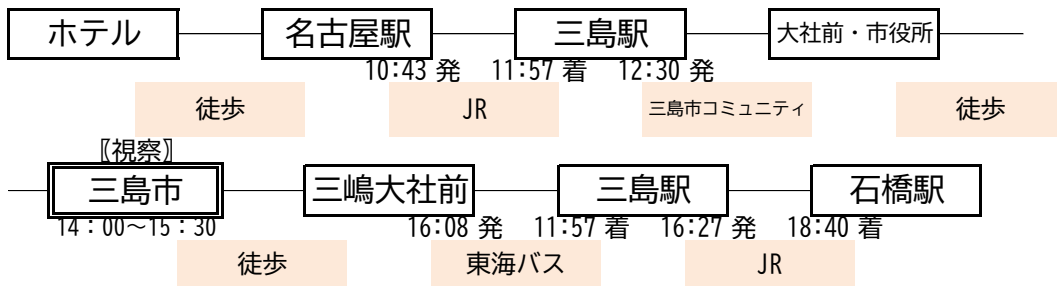 ホテル 名古屋駅 三島駅 大社前・市役所
10:43 発 11:57 着 12:30 発
徒歩 JR 三島市コミュニティ 徒歩
〖視察〗
三島市 三嶋大社前 三島駅 石橋駅
14：00～15：30 16:08 発 11:57 着 16:27 発 18:40 着
徒歩 東海バス JR